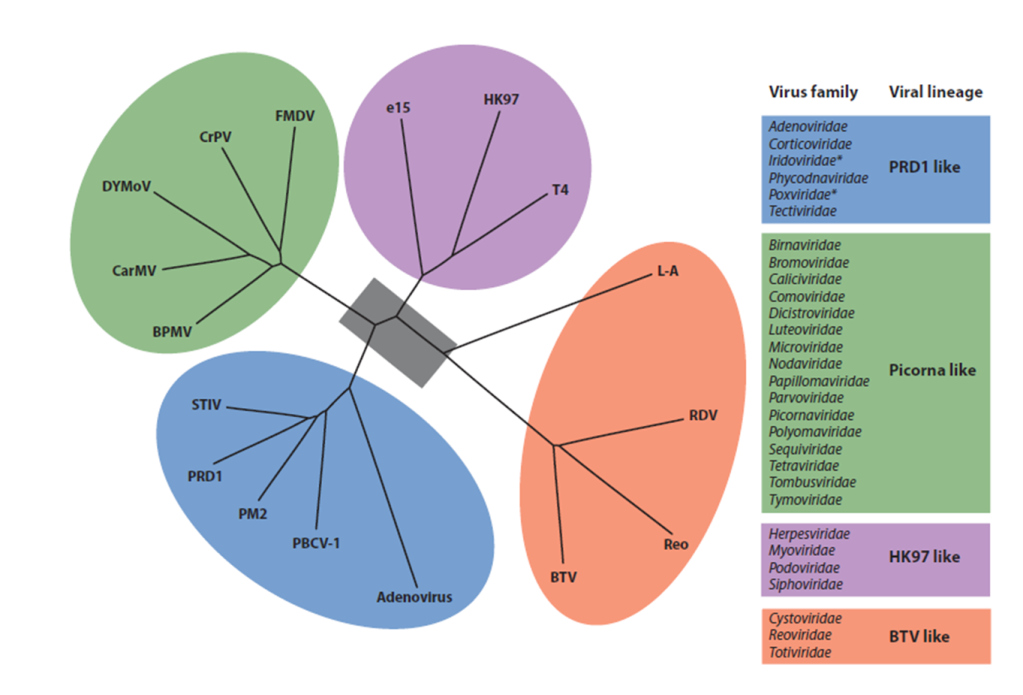 FMDV
CrPV
DYMoV
CarMV
BPMV
e15
HK97
T4
L-A
RDV
Reo
BTV
STIV
PRD1
PM2
PBCV-1
Adenovirus
Virus family Viral lineage
Adenoviridae
Corticoviridae
Iridoviridae*
Phycodnaviridae
Poxviridae*
Tectiviridae
PRD1 like
Birnaviridae
Bromoviridae
Caliciviridae
Comoviridae
Dicistroviridae
Luteoviridae
Microviridae
Nodaviridae
Papillomaviridae
Parvoviridae
Picornaviridae
Polyomaviridae
Sequiviridae
Tetraviridae
Tombusviridae
Tymoviridae
Picorna like
Herpesviridae
Myoviridae
Podoviridae
Siphoviridae
HK97 like
Cystoviridae
Reoviridae
Totiviridae
BTV like